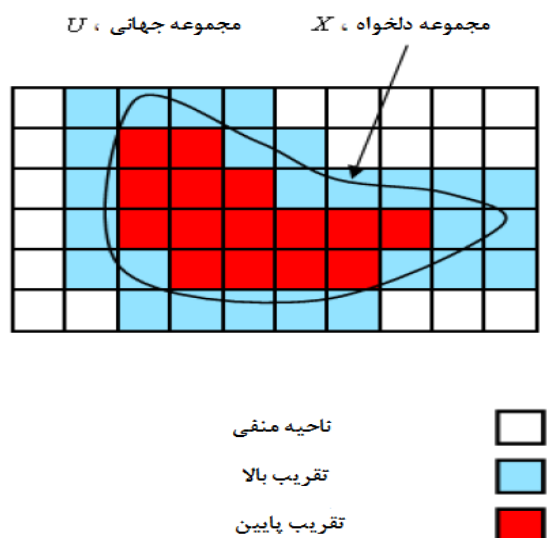 مجموعه دلخواه ، X
مجموعه جهانی ، U
ناحیه منفی
تقریب بالا
تقریب پایین